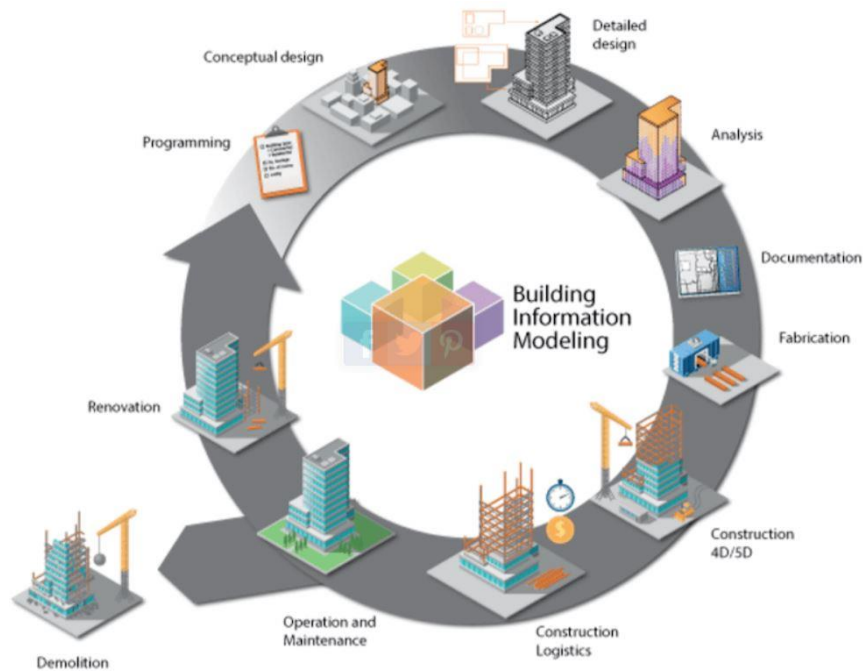 Conceptual design
Detailed
design
Programming
Analysis
Documentation
Building
Information
Modeling
Fabrication
Renovation
Construction
4D/5D
Operation and
Maintenance
Construction
Logistics
Demolition
$